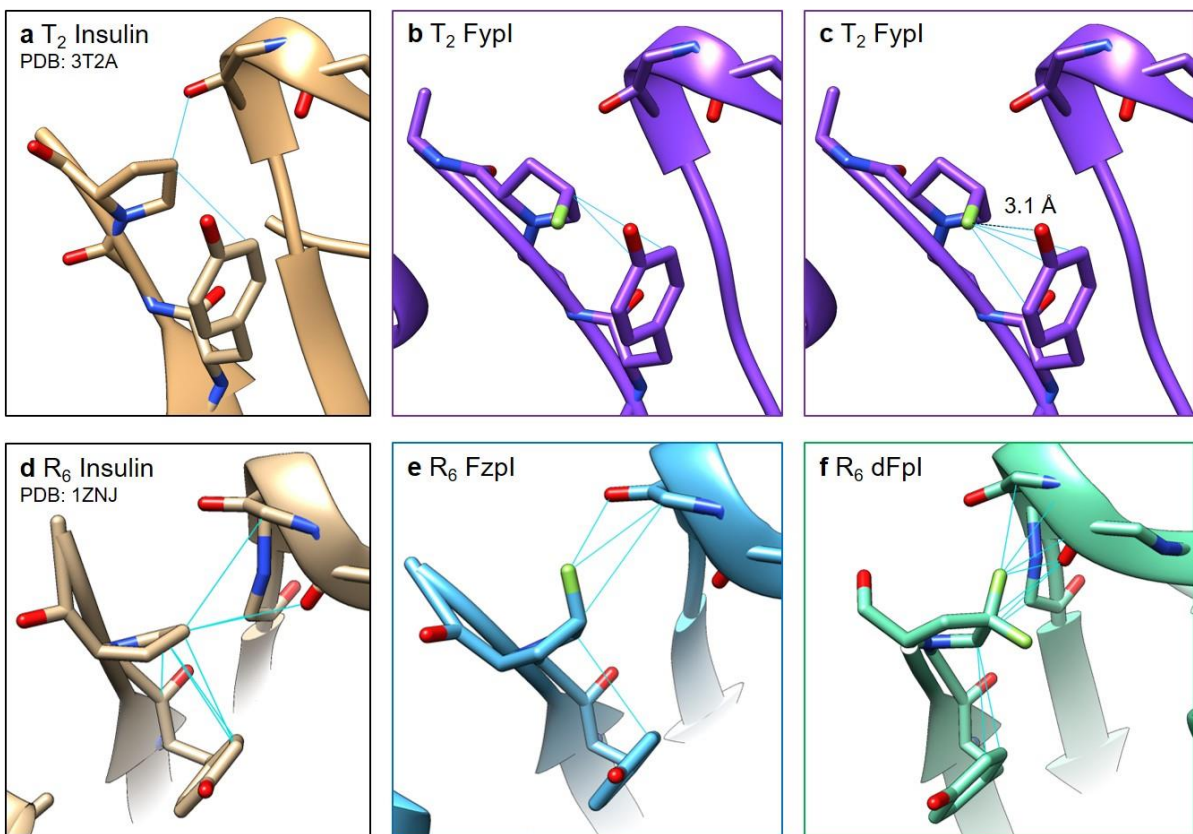 a T₂ Insulin
PDB: 3T2A
b T₂ FypI
c T₂ FypI
3.1 Å
d R₆ Insulin
PDB: 1ZNJ
e R₆ FzpI
f R₆ dFpI